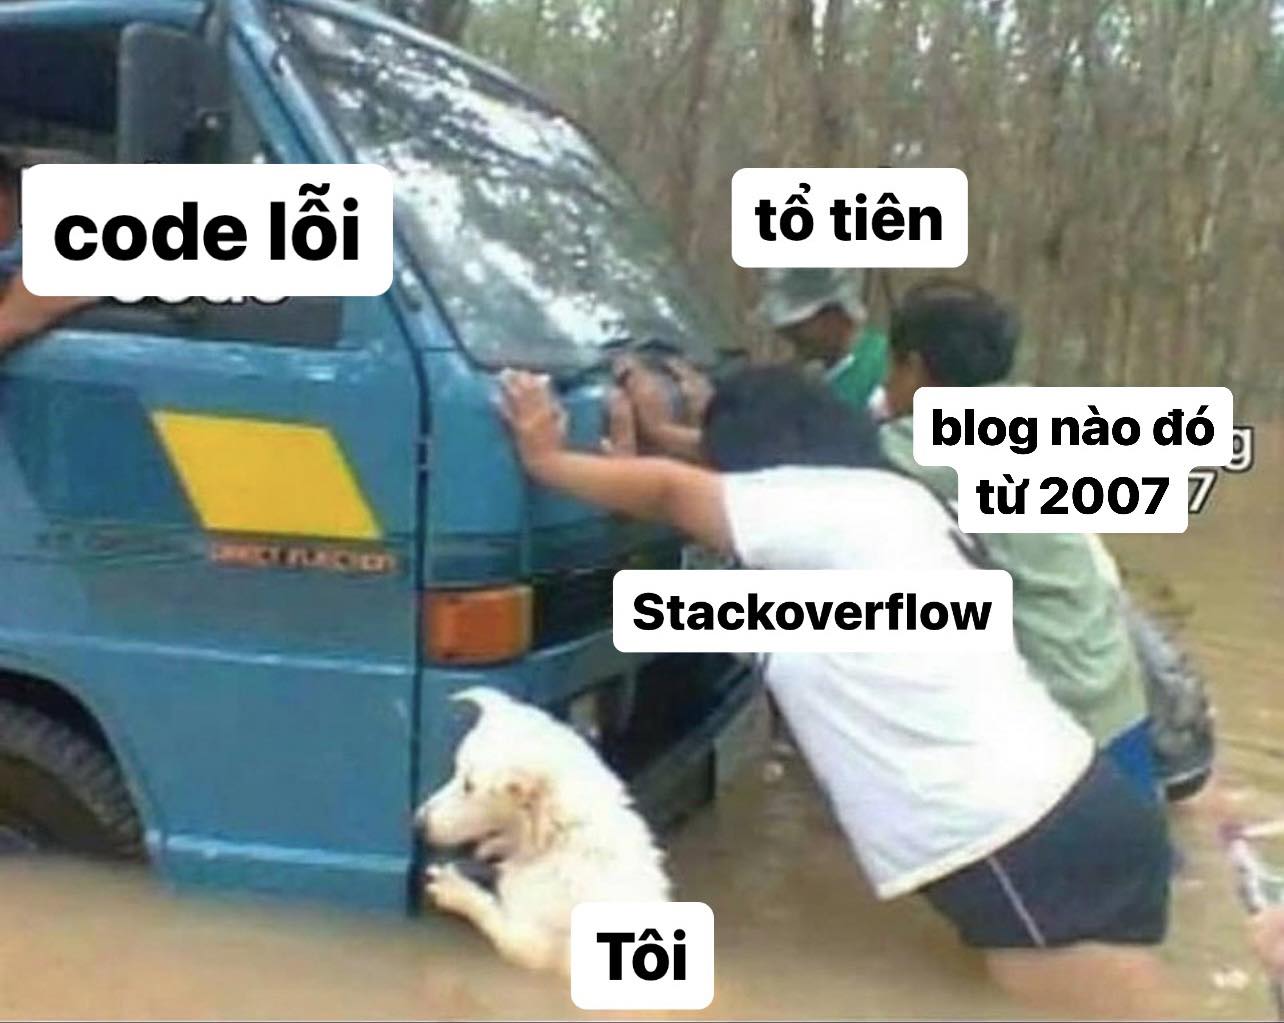 code lỗi
tổ tiên
blog nào đó
từ 2007
Stackoverflow
Tôi